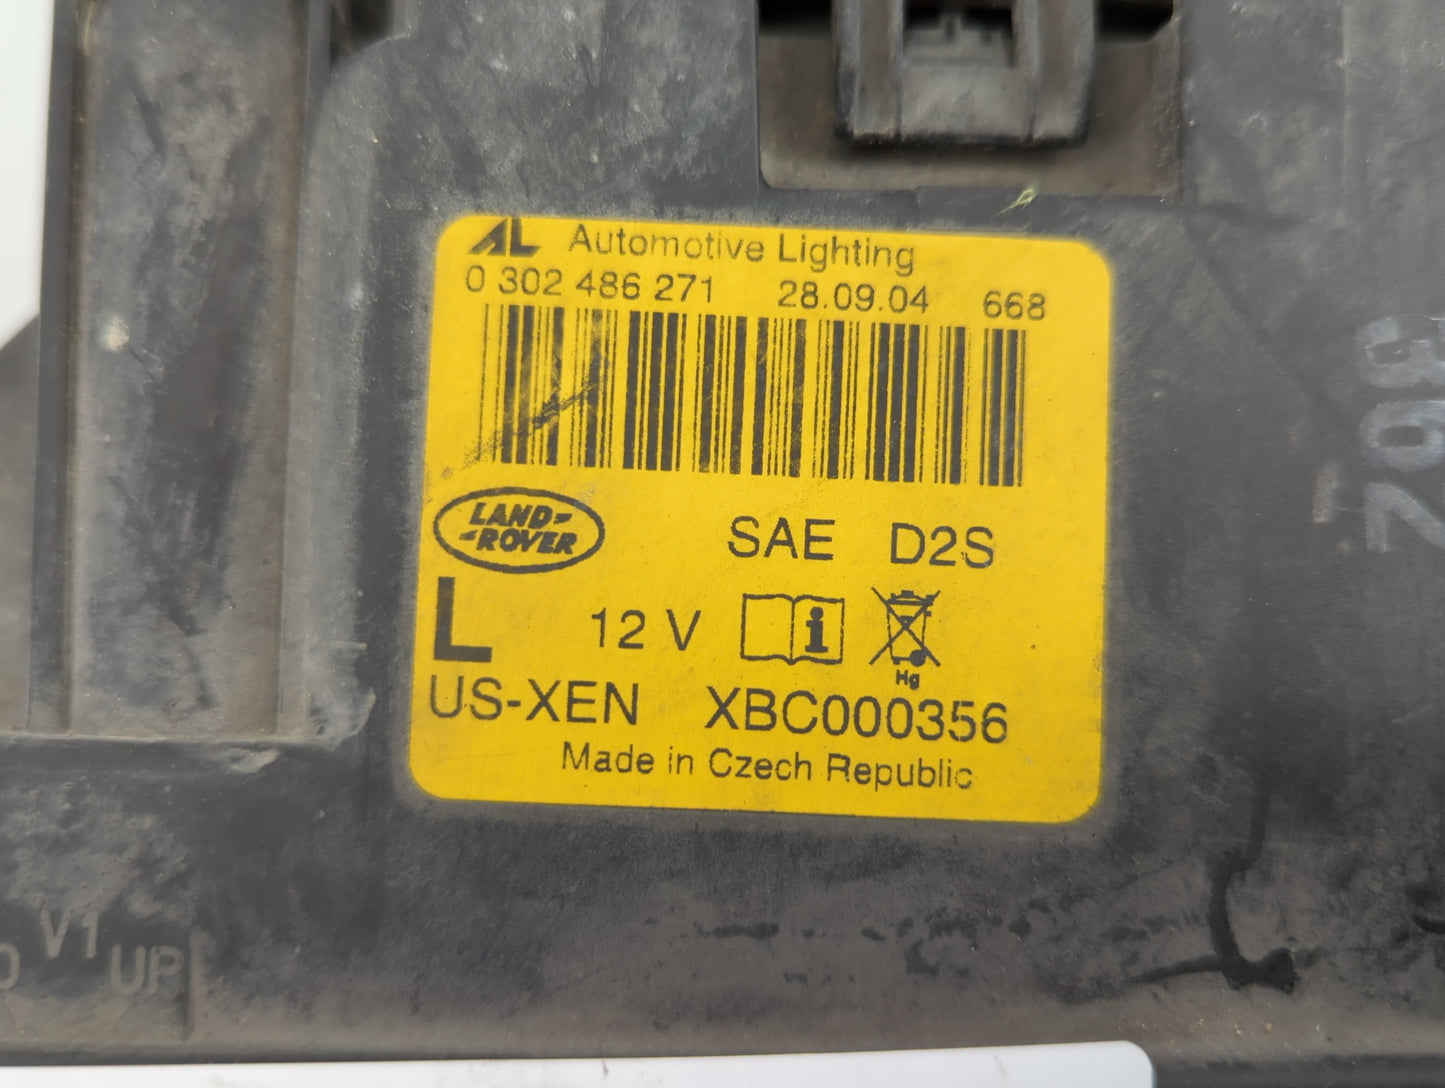 AL Automotive Lighting
0 302 486 271 28.09.04 668
LAND-
-ROVER
SAE D2S
L 12 V i
Hg
US-XEN XBC000356
Made in Czech Republic
V1
UP